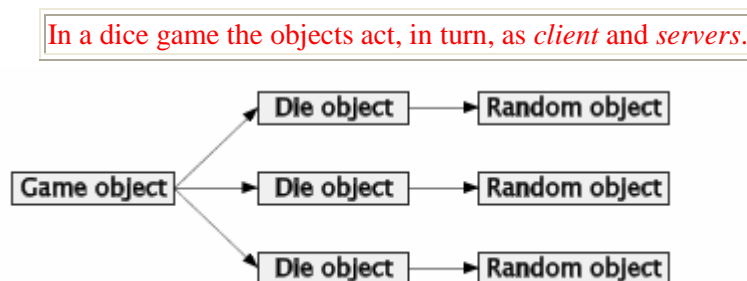 In a dice game the objects act, in turn, as client and servers.
Die object Random object
Game object Die object Random object
Die object Random object